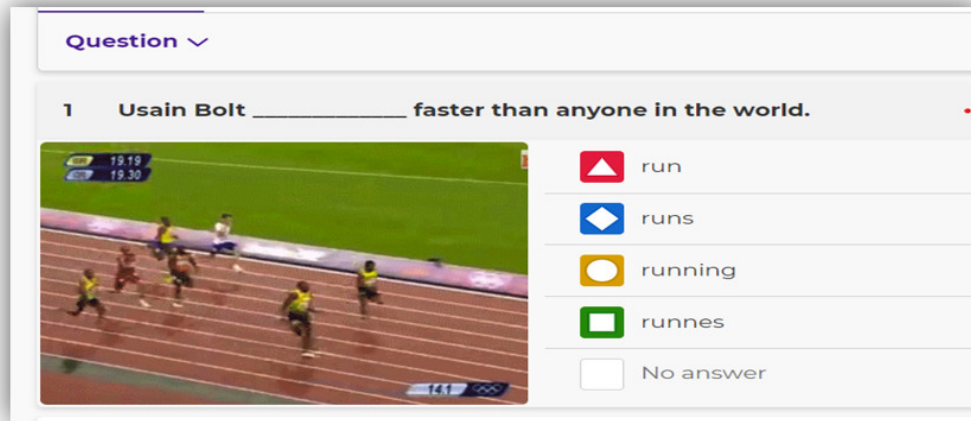 Question
1 Usain Bolt _____________ faster than anyone in the world.
19.19
19.30
14.1
run
runs
running
runnes
No answer